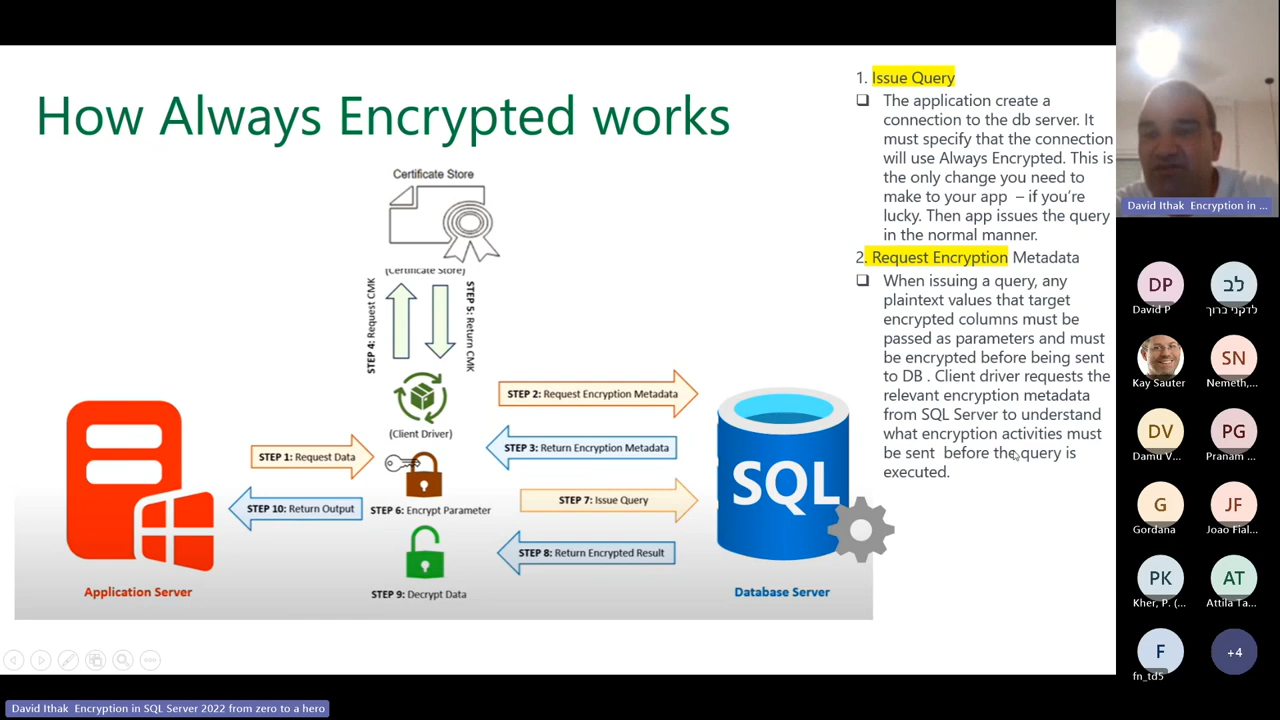 How Always Encrypted works
Certificate Store
(Certificate Store)
STEP 4: Request CMK
STEP 5: Return CMK
(Client Driver)
STEP 1: Request Data
STEP 2: Request Encryption Metadata
STEP 3: Return Encryption Metadata
STEP 10: Return Output
STEP 6: Encrypt Parameter
STEP 7: Issue Query
STEP 8: Return Encrypted Result
STEP 9: Decrypt Data
SQL
Application Server
Database Server
1. Issue Query
The application create a
connection to the db server. It
must specify that the connection
will use Always Encrypted. This is
the only change you need to
make to your app – if you're
lucky. Then app issues the query
in the normal manner.
2. Request Encryption Metadata
When issuing a query, any
plaintext values that target
encrypted columns must be
passed as parameters and must
be encrypted before being sent
to DB . Client driver requests the
relevant encryption metadata
from SQL Server to understand
what encryption activities must
be sent before the query is
executed.
David Ithak Encryption in ...
DP
David P
לב
לדקני ברוך
Kay Sauter
SN
Nemeth,...
DV
Damu V...
PG
Pranam ...
G
Gordana
JF
Joao Fial...
PK
Kher, P. (...
AT
Attila Ta...
F
fn_td5
+4
David Ithak Encryption in SQL Server 2022 from zero to a hero